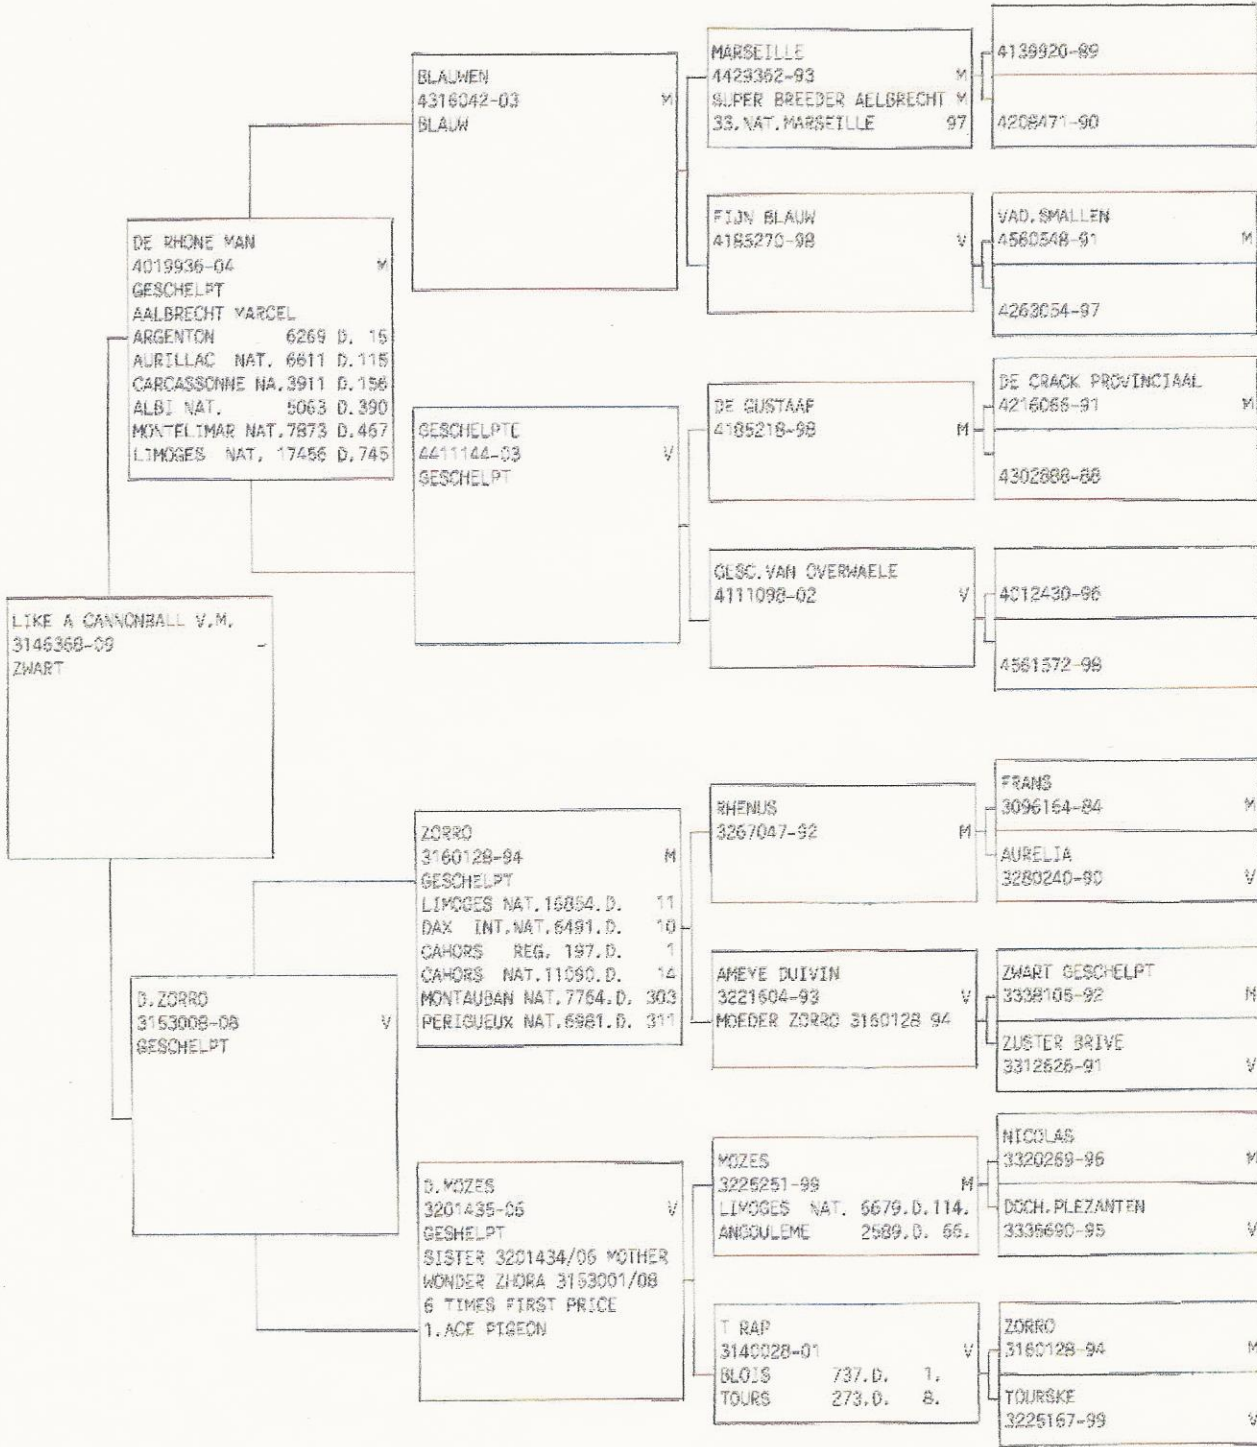 LIKE A CANNONBALL V.M.
3146368-09 -
ZWART
DE RHONE MAN
4019936-04 M
GESCHELPT
AALBRECHT MARCEL
ARGENTON 6269 D. 15
AURILLAC NAT. 6611 D.115
CARCASSONNE NA.3911 D.156
ALBI NAT. 5063 D.390
MONTELIMAR NAT.7873 D.467
LIMOGES NAT. 17456 D.745
D.ZORRO
3153008-08 V
GESCHELPT
BLAUWEN
4316042-03 M
BLAUW
GESCHELPTE
4411144-03 V
GESCHELPT
ZORRO
3160128-94 M
GESCHELPT
LIMOGES NAT.16854.D. 11
DAX INT.NAT.6491.D. 10
CAHORS REG. 197.D. 1
CAHORS NAT.11090.D. 14
MONTAUBAN NAT.7764.D. 303
PERIGUEUX NAT.6981.D. 311
D.MOZES
3201435-06 V
GESHELPT
SISTER 3201434/06 MOTHER
WONDER ZHORA 3153001/08
6 TIMES FIRST PRICE
1.ACE PIGEON
MARSEILLE
4429362-93 M
SUPER BREEDER AELBRECHT M
33.NAT.MARSEILLE 97
FIJN BLAUW
4185270-98 V
DE GUSTAAF
4185218-98 M
GESC.VAN OVERWAELE
4111098-02 V
RHENUS
3267047-92 M
AMEYE DUIVIN
3221604-93 V
MOEDER ZORRO 3160128 94
MOZES
3225251-99 M
LIMOGES NAT. 6679.D.114.
ANGOULEME 2589.D. 66.
T RAP
3140028-01 V
BLOIS 737.D. 1.
TOURS 273.D. 8.
4139920-89
4208471-90
VAD.SMALLEN
4560548-91 M
4263054-97
DE CRACK PROVINCIAAL
4216066-91 M
4302888-88
4012430-96
4561572-98
FRANS
3096164-84 M
AURELIA
3280240-90 V
ZWART GESCHELPT
3338105-92 M
ZUSTER BRIVE
3312626-91 V
NICOLAS
3320269-96 M
DOCH.PLEZANTEN
3336690-95 V
ZORRO
3160128-94 M
TOURSKE
3225167-99 V